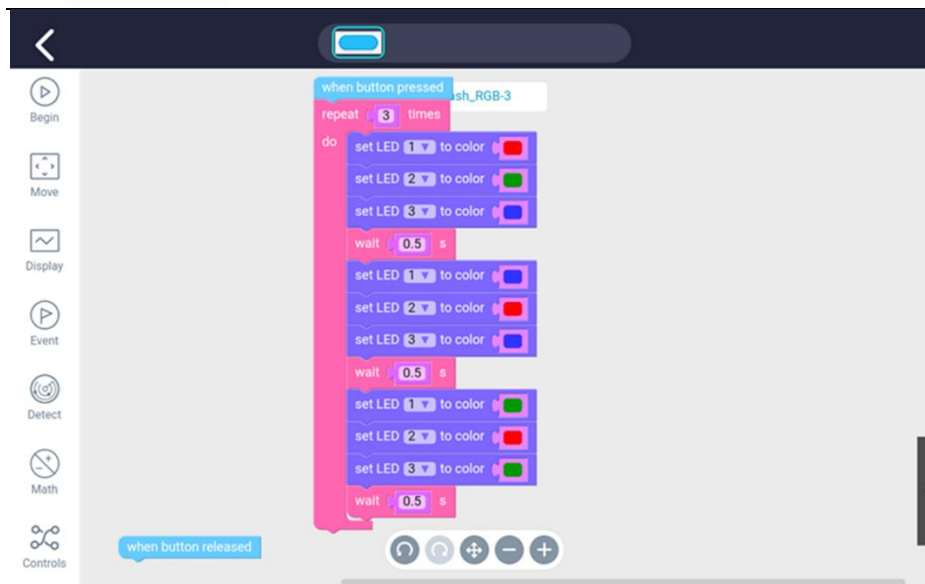 Begin
Move
Display
Event
Detect
Math
Controls
when button pressed
ash_RGB-3
repeat 3 times
do
set LED 1 to color
set LED 2 to color
set LED 3 to color
wait 0.5 s
set LED 1 to color
set LED 2 to color
set LED 3 to color
wait 0.5 s
set LED 1 to color
set LED 2 to color
set LED 3 to color
wait 0.5 s
when button released